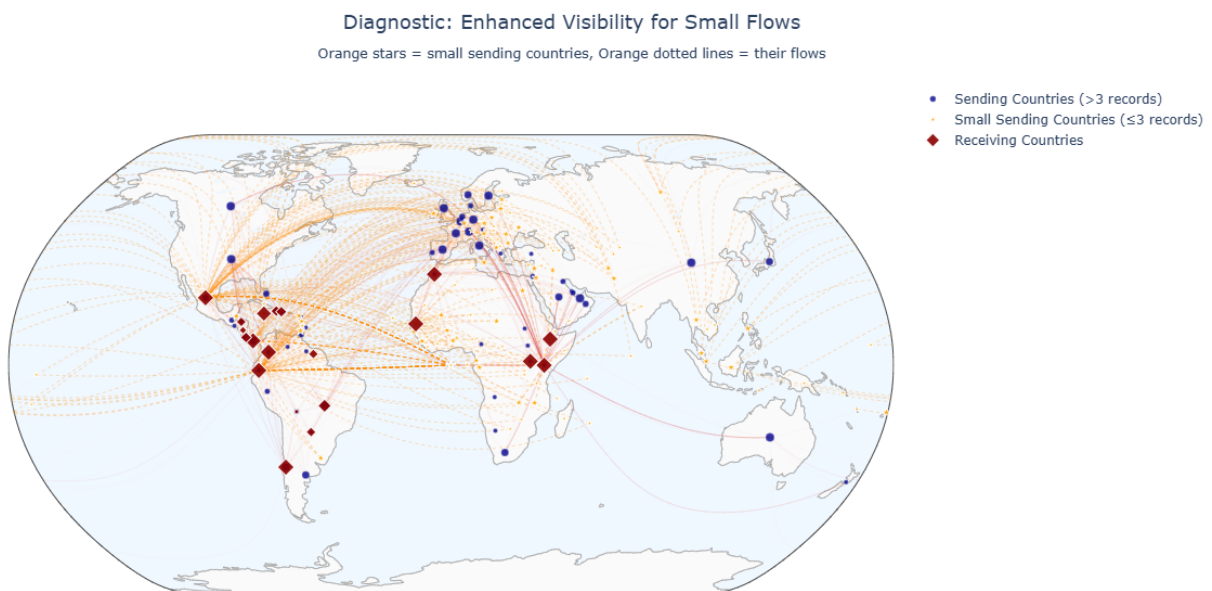 Diagnostic: Enhanced Visibility for Small Flows
Orange stars = small sending countries, Orange dotted lines = their flows
Sending Countries (>3 records)
Small Sending Countries (≤3 records)
Receiving Countries